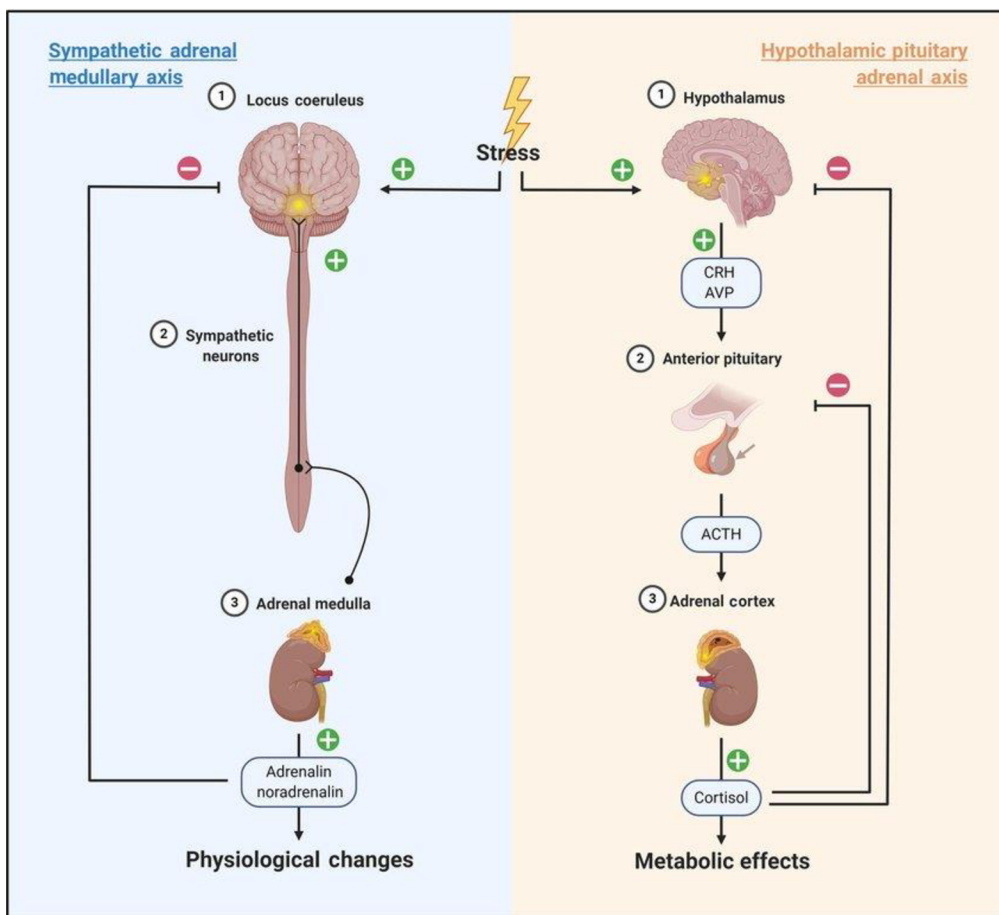 Sympathetic adrenal
medullary axis
1 Locus coeruleus
2 Sympathetic
neurons
3 Adrenal medulla
Adrenalin
noradrenalin
Physiological changes
Stress
Hypothalamic pituitary
adrenal axis
1 Hypothalamus
CRH
AVP
2 Anterior pituitary
ACTH
3 Adrenal cortex
Cortisol
Metabolic effects